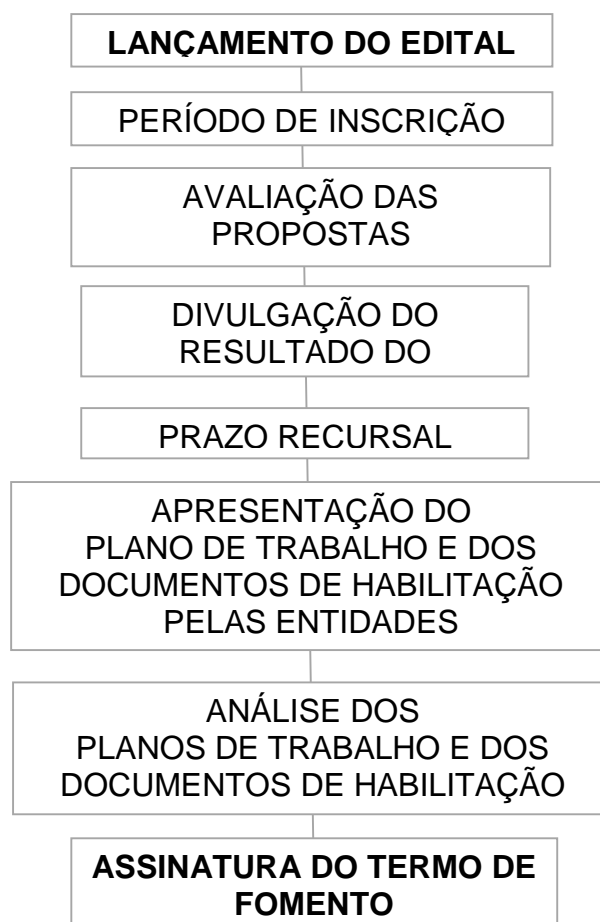 LANÇAMENTO DO EDITAL
PERÍODO DE INSCRIÇÃO
AVALIAÇÃO DAS
PROPOSTAS
DIVULGAÇÃO DO
RESULTADO DO
PRAZO RECURSAL
APRESENTAÇÃO DO
PLANO DE TRABALHO E DOS
DOCUMENTOS DE HABILITAÇÃO
PELAS ENTIDADES
ANÁLISE DOS
PLANOS DE TRABALHO E DOS
DOCUMENTOS DE HABILITAÇÃO
ASSINATURA DO TERMO DE
FOMENTO